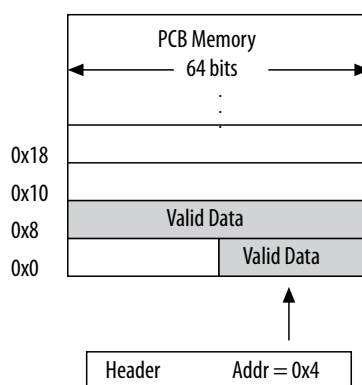 PCB Memory
64 bits
0x18
0x10
Valid Data
0x8
Valid Data
0x0
Header Addr = 0x4